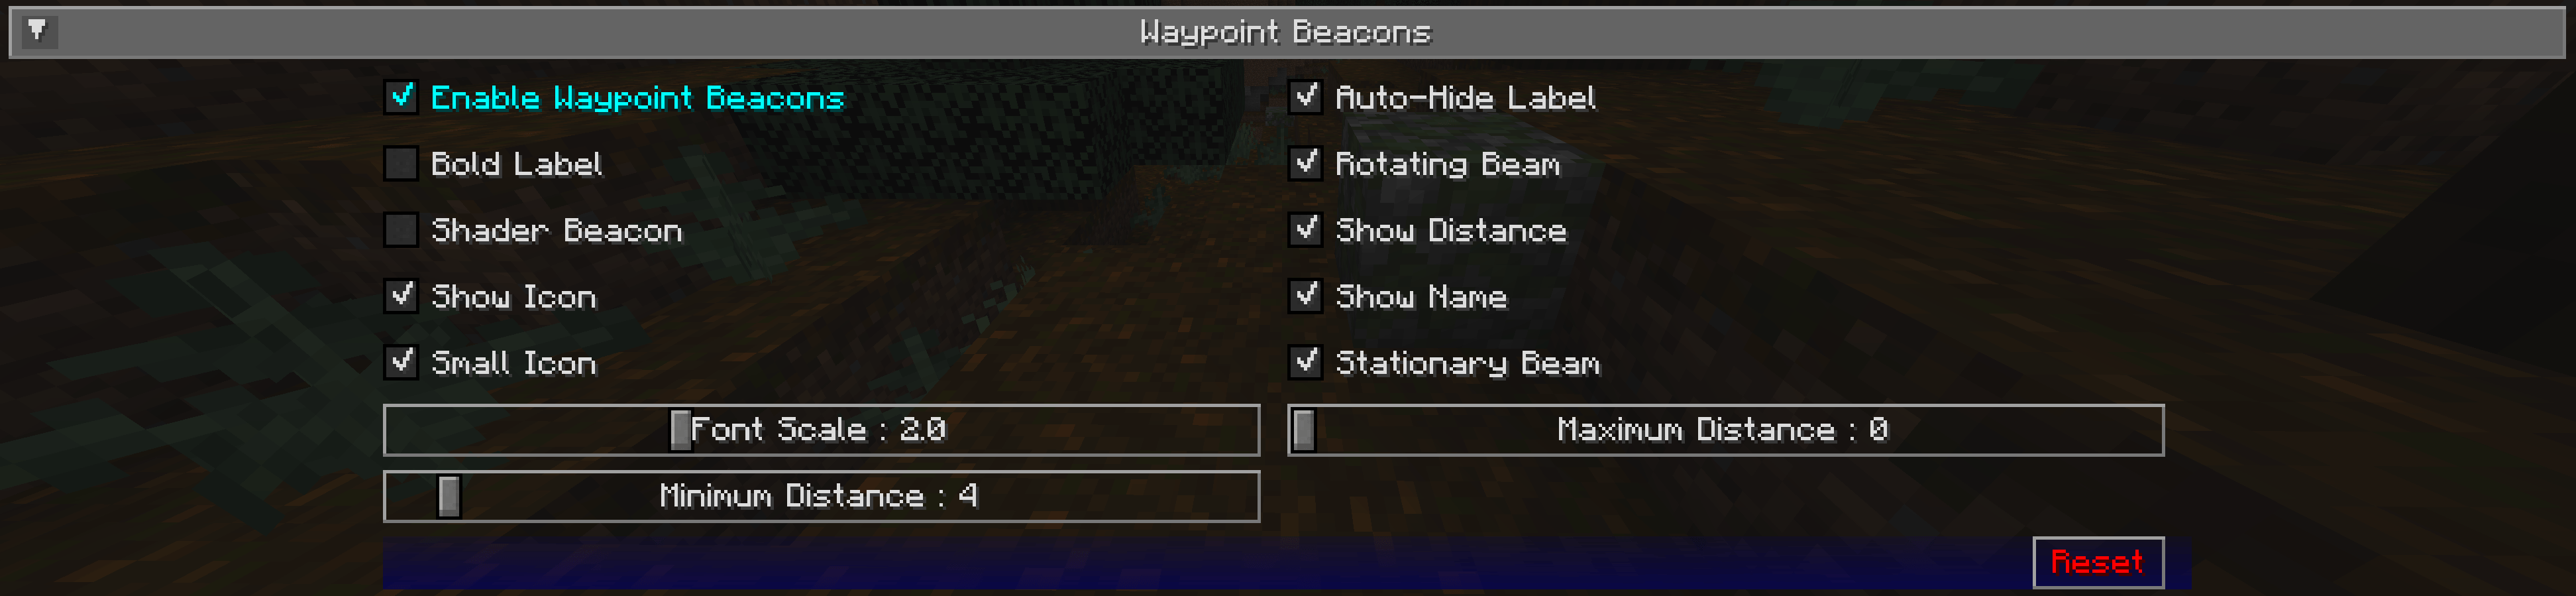 Waypoint Beacons
Enable Waypoint Beacons
Auto-Hide Label
Bold Label
Rotating Beam
Shader Beacon
Show Distance
Show Icon
Show Name
Small Icon
Stationary Beam
Font Scale : 2.0
Maximum Distance : 0
Minimum Distance : 4
Reset